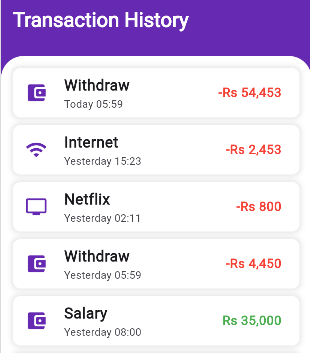 Transaction History
Withdraw
-Rs 54,453
Today 05:59
Internet
-Rs 2,453
Yesterday 15:23
Netflix
-Rs 800
Yesterday 02:11
Withdraw
-Rs 4,450
Yesterday 05:59
Salary
Rs 35,000
Yesterday 08:00